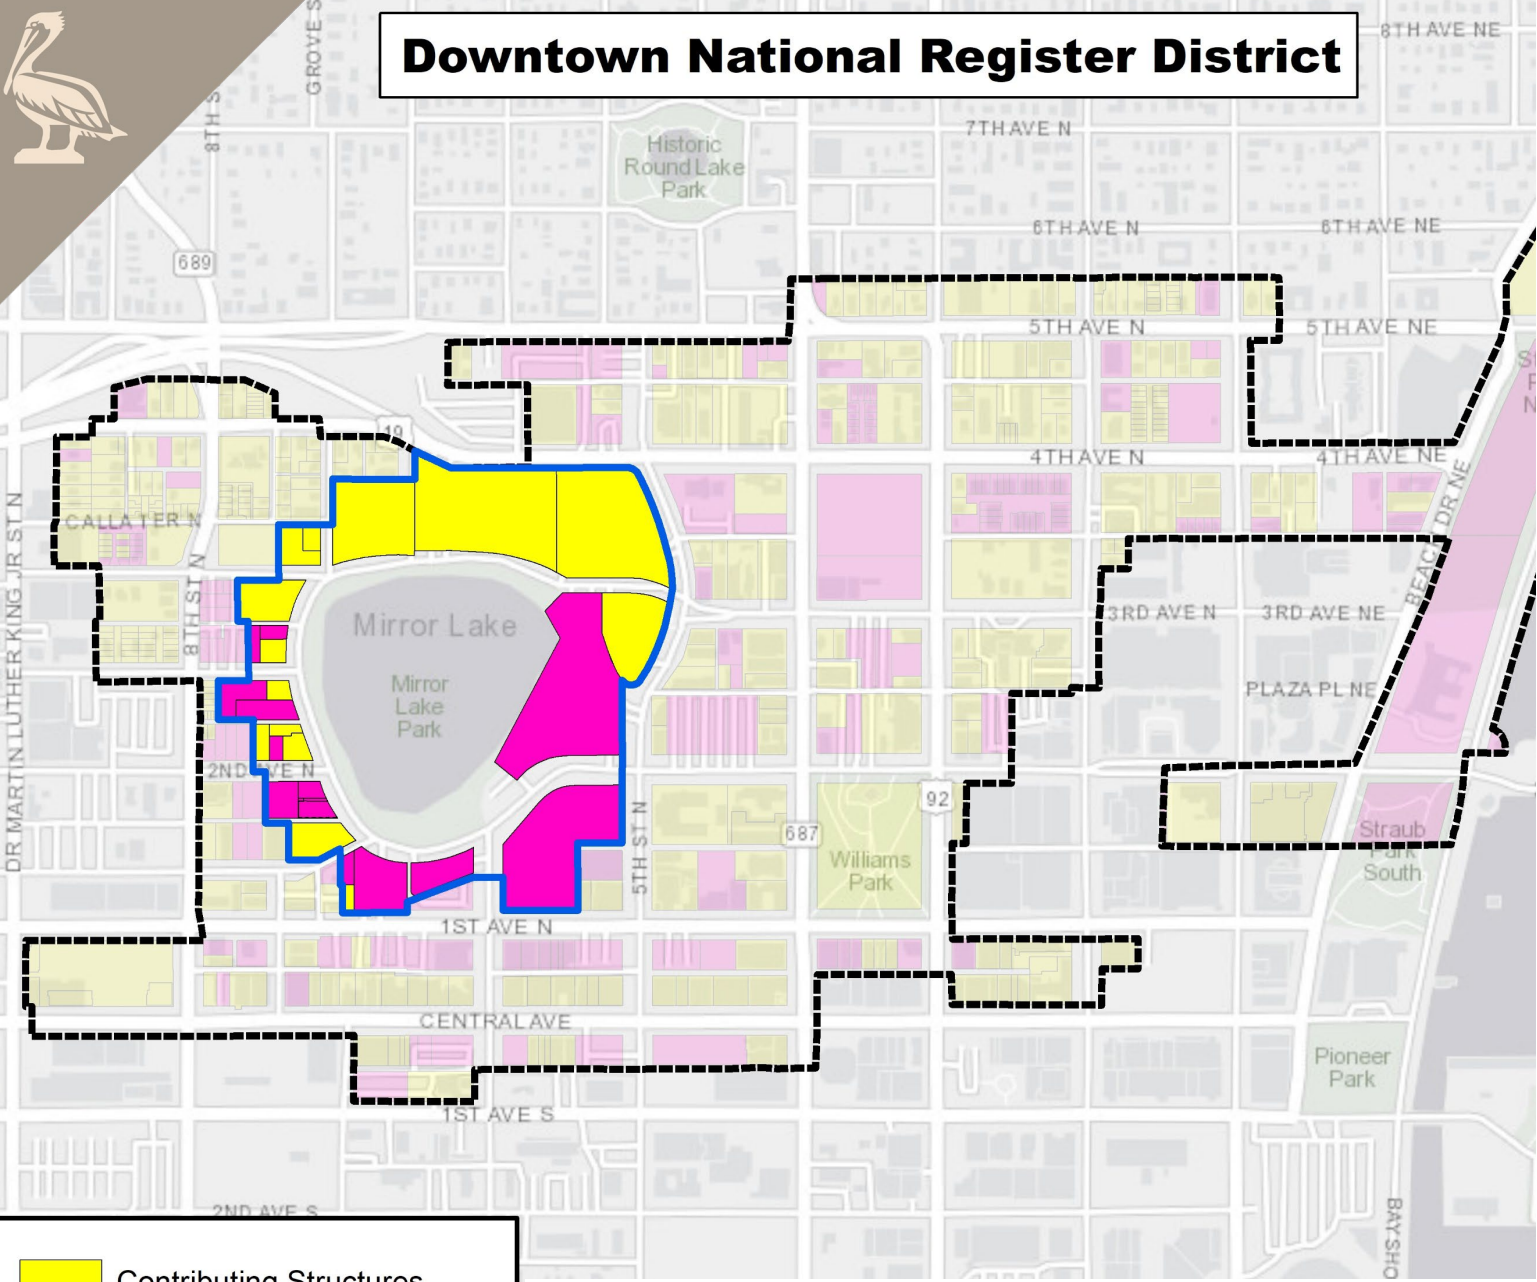 Downtown National Register District
8TH AVE NE
GROVE S
8TH S
7TH AVE N
Historic
Round Lake
Park
6TH AVE N
6TH AVE NE
689
5TH AVE N
5TH AVE NE
19
4TH AVE N
4TH AVE NE
CALLA TER N
DR MARTIN LUTHER KING JR ST N
8TH ST N
BEACH DR NE
Mirror Lake
3RD AVE N
3RD AVE NE
Mirror
Lake
Park
PLAZA PL NE
2ND AVE N
92
687
5TH ST N
Williams
Park
Straub
Park
South
1ST AVE N
CENTRAL AVE
Pioneer
Park
1ST AVE S
2ND AVE S
BAYSHO
Contributing Structures